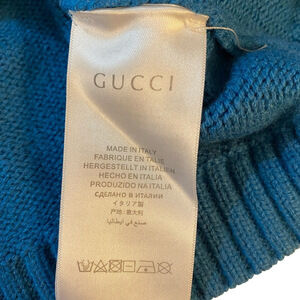 GUCCI
MADE IN ITALY
FABRIQUE EN ITALIE
HERGESTELLT IN ITALIEN
HECHO EN ITALIA
PRODUZIDO NA ITALIA
СДЕЛАНО В ИТАЛИИ
イタリア製
产地: 意大利
صنع في ايطاليا